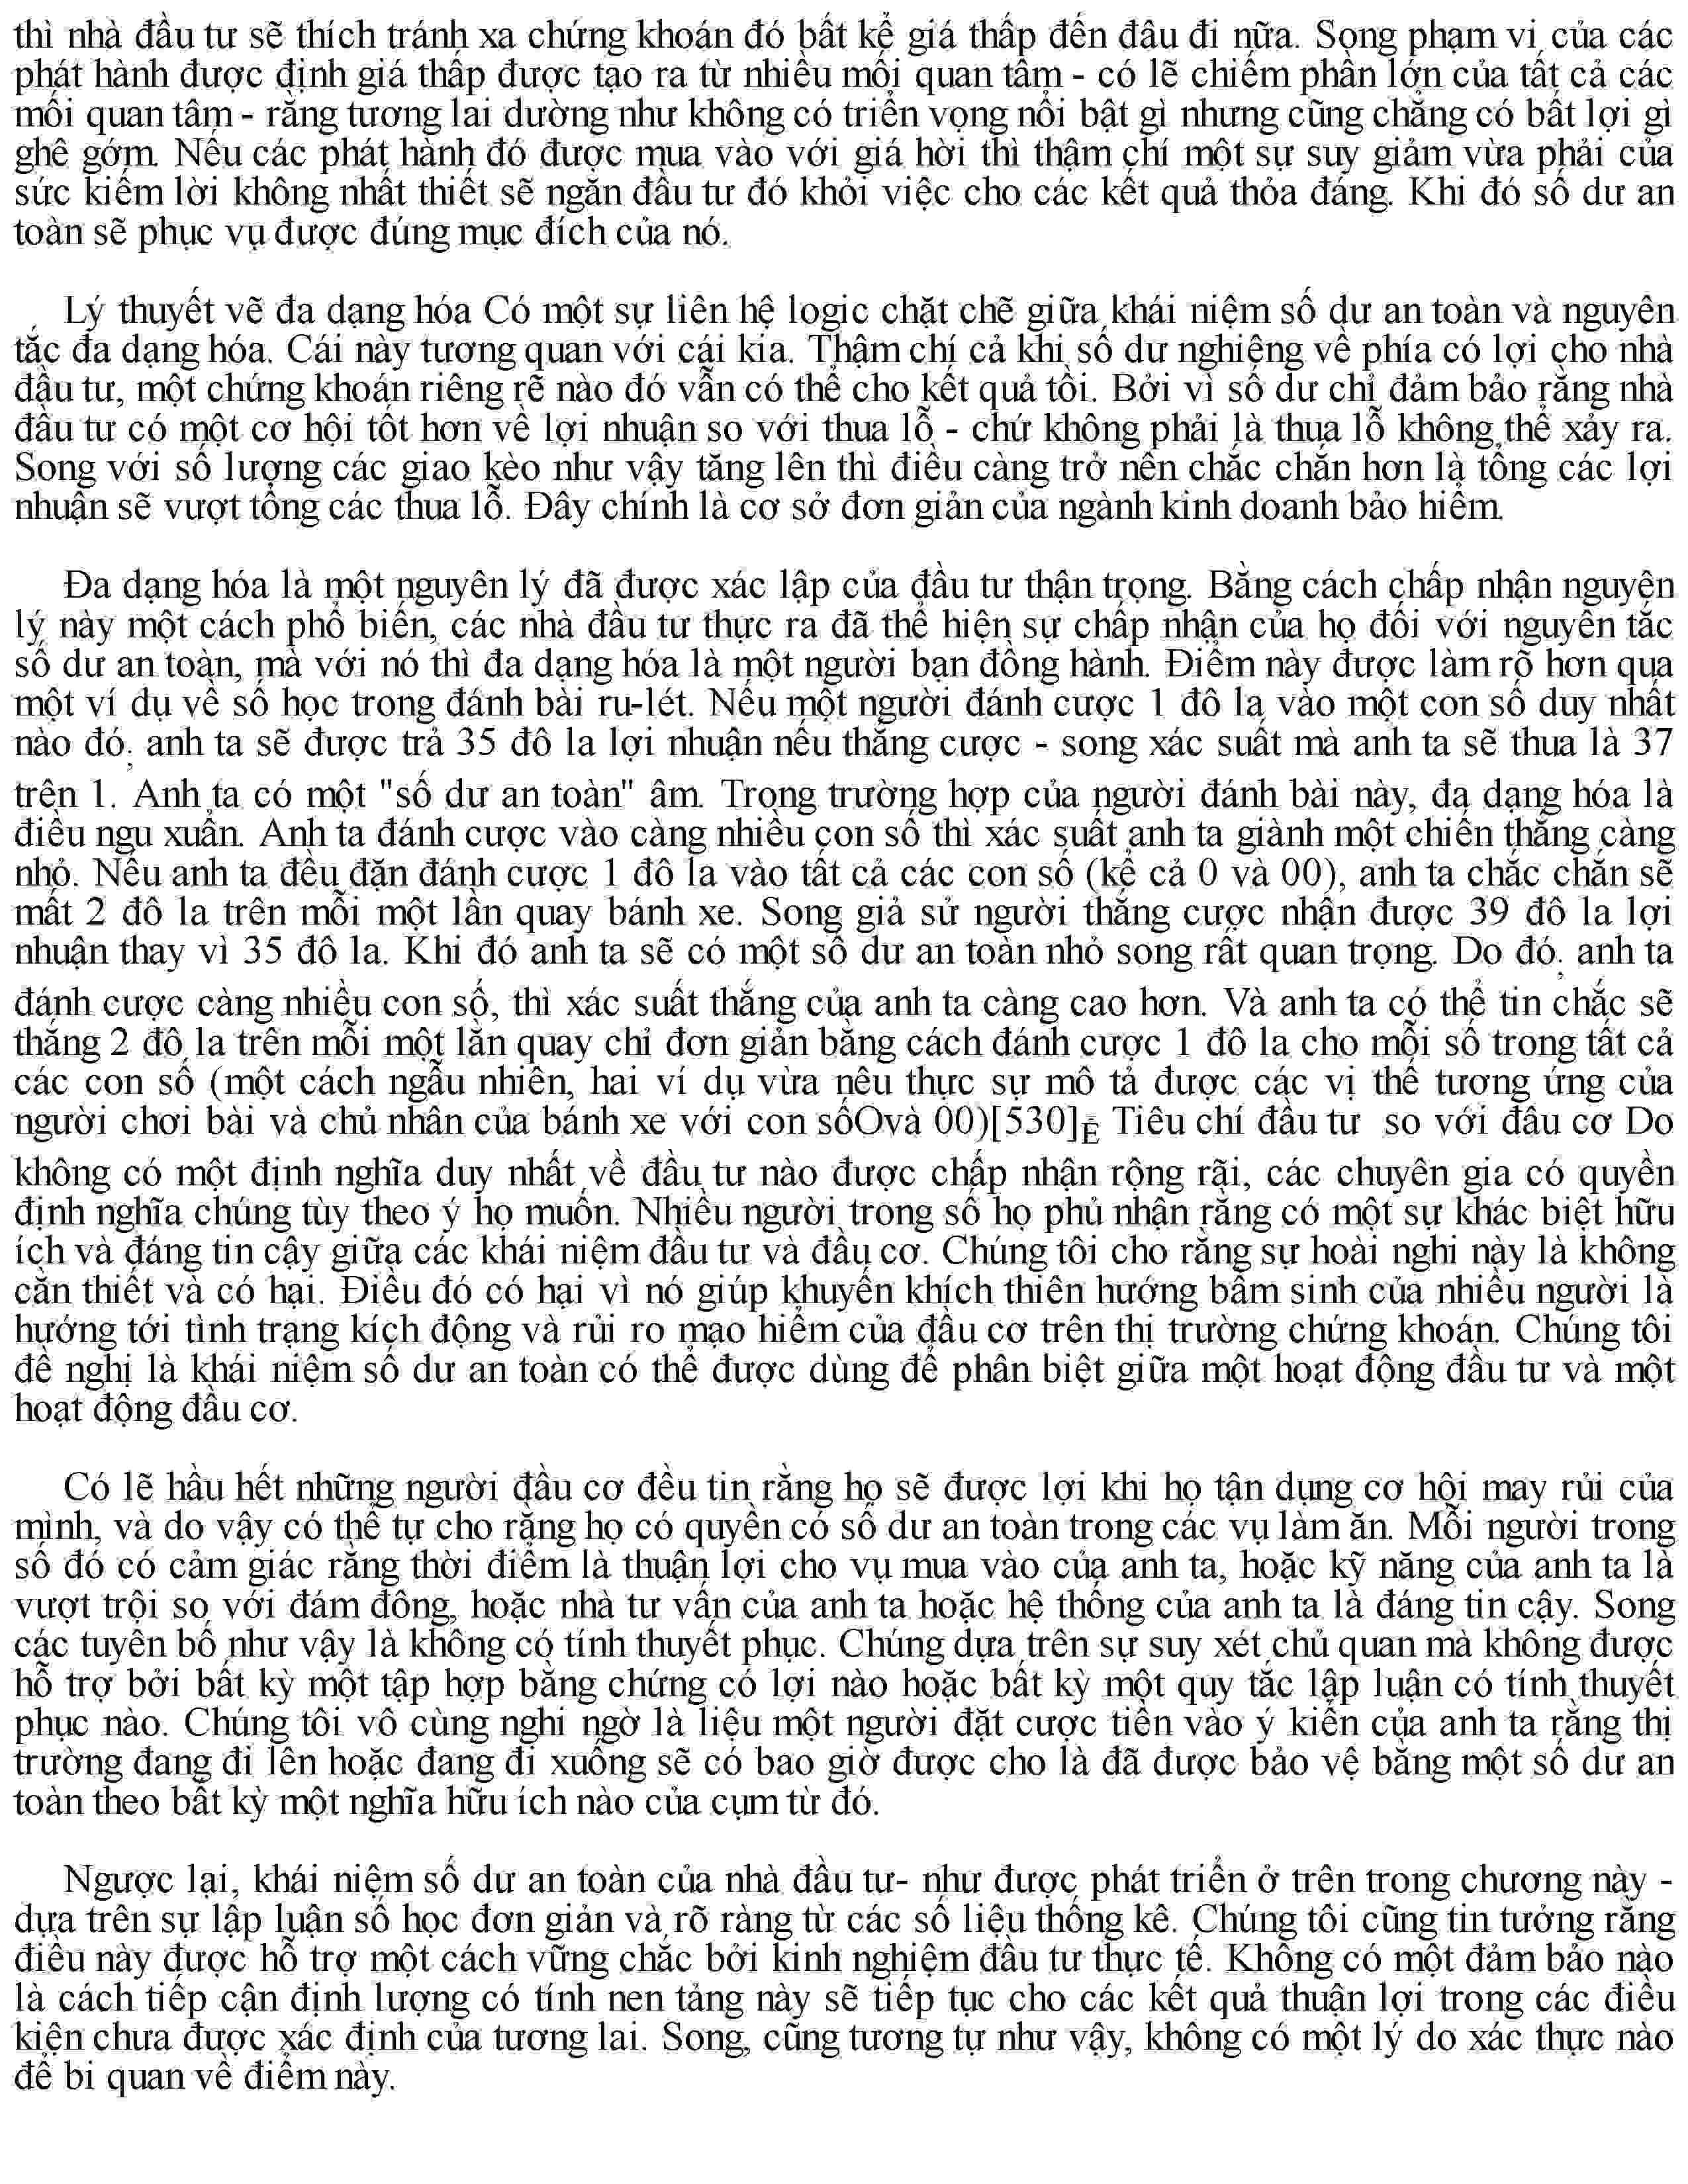 thì nhà đầu tư sẽ thích tránh xa chứng khoán đó bất kể giá thấp đến đâu đi nữa. Song phạm vi của các
phát hành được định giá thấp được tạo ra từ nhiều mối quan tâm - có lẽ chiếm phần lớn của tất cả các
mối quan tâm - rằng tương lai dường như không có triển vọng nổi bật gì nhưng cũng chẳng có bất lợi gì
ghê gớm. Nếu các phát hành đó được mua vào với giá hời thì thậm chí một sự suy giảm vừa phải của
sức kiếm lời không nhất thiết sẽ ngăn đầu tư đó khỏi việc cho các kết quả thỏa đáng. Khi đó số dư an
toàn sẽ phục vụ được đúng mục đích của nó.
Lý thuyết vẽ đa dạng hóa Có một sự liên hệ logic chặt chẽ giữa khái niệm số dư an toàn và nguyên
tắc đa dạng hóa. Cái này tương quan với cái kia. Thậm chí cả khi số dư nghiêng về phía có lợi cho nhà
đầu tư, một chứng khoán riêng rẽ nào đó vẫn có thể cho kết quả tồi. Bởi vì số dư chỉ đảm bảo rằng nhà
đầu tư có một cơ hội tốt hơn về lợi nhuận so với thua lỗ - chứ không phải là thua lỗ không thể xảy ra.
Song với số lượng các giao kèo như vậy tăng lên thì điều càng trở nên chắc chắn hơn là tổng các lợi
nhuận sẽ vượt tổng các thua lỗ. Đây chính là cơ sở đơn giản của ngành kinh doanh bảo hiểm.
Đa dạng hóa là một nguyên lý đã được xác lập của đầu tư thận trọng. Bằng cách chấp nhận nguyên
lý này một cách phổ biến, các nhà đầu tư thực ra đã thể hiện sự chấp nhận của họ đối với nguyên tắc
số dư an toàn, mà với nó thì đa dạng hóa là một người bạn đồng hành. Điểm này được làm rõ hơn qua
một ví dụ về số học trong đánh bài ru-lét. Nếu một người đánh cược 1 đô la vào một con số duy nhất
nào đó; anh ta sẽ được trả 35 đô la lợi nhuận nếu thắng cược - song xác suất mà anh ta sẽ thua là 37
trên 1. Anh ta có một "số dư an toàn" âm. Trong trường hợp của người đánh bài này, đa dạng hóa là
điều ngu xuẩn. Anh ta đánh cược vào càng nhiều con số thì xác suất anh ta giành một chiến thắng càng
nhỏ. Nếu anh ta đều đặn đánh cược 1 đô la vào tất cả các con số (kể cả 0 và 00), anh ta chắc chắn sẽ
mất 2 đô la trên mỗi một lần quay bánh xe. Song giả sử người thắng cược nhận được 39 đô la lợi
nhuận thay vì 35 đô la. Khi đó anh ta sẽ có một số dư an toàn nhỏ song rất quan trọng. Do đó; anh ta
đánh cược càng nhiều con số, thì xác suất thắng của anh ta càng cao hơn. Và anh ta có thể tin chắc sẽ
thắng 2 đô la trên mỗi một lần quay chỉ đơn giản bằng cách đánh cược 1 đô la cho mỗi số trong tất cả
các con số (một cách ngẫu nhiên, hai ví dụ vừa nêu thực sự mô tả được các vị thế tương ứng của
người chơi bài và chủ nhân của bánh xe với con sốOvà 00)[530] Tiêu chí đầu tư so với đầu cơ Do
không có một định nghĩa duy nhất về đầu tư nào được chấp nhận rộng rãi, các chuyên gia có quyền
định nghĩa chúng tùy theo ý họ muốn. Nhiều người trong số họ phủ nhận rằng có một sự khác biệt hữu
ích và đáng tin cậy giữa các khái niệm đầu tư và đầu cơ. Chúng tôi cho rằng sự hoài nghi này là không
cần thiết và có hại. Điều đó có hại vì nó giúp khuyến khích thiên hướng bẩm sinh của nhiều người là
hướng tới tình trạng kích động và rủi ro mạo hiểm của đầu cơ trên thị trường chứng khoán. Chúng tôi
đề nghị là khái niệm số dư an toàn có thể được dùng để phân biệt giữa một hoạt động đầu tư và một
hoạt động đầu cơ.
Có lẽ hầu hết những người đầu cơ đều tin rằng họ sẽ được lợi khi họ tận dụng cơ hội may rủi của
mình, và do vậy có thể tự cho rằng họ có quyền có số dư an toàn trong các vụ làm ăn. Mỗi người trong
số đó có cảm giác rằng thời điểm là thuận lợi cho vụ mua vào của anh ta, hoặc kỹ năng của anh ta là
vượt trội so với đám đông, hoặc nhà tư vấn của anh ta hoặc hệ thống của anh ta là đáng tin cậy. Song
các tuyên bố như vậy là không có tính thuyết phục. Chúng dựa trên sự suy xét chủ quan mà không được
hỗ trợ bởi bất kỳ một tập hợp bằng chứng có lợi nào hoặc bất kỳ một quy tắc lập luận có tính thuyết
phục nào. Chúng tôi vô cùng nghi ngờ là liệu một người đặt cược tiền vào ý kiến của anh ta rằng thị
trường đang đi lên hoặc đang đi xuống sẽ có bao giờ được cho là đã được bảo vệ bằng một số dư an
toàn theo bất kỳ một nghĩa hữu ích nào của cụm từ đó.
Ngược lại, khái niệm số dư an toàn của nhà đầu tư- như được phát triển ở trên trong chương này -
dựa trên sự lập luận số học đơn giản và rõ ràng từ các số liệu thống kê. Chúng tôi cũng tin tưởng rằng
điều này được hỗ trợ một cách vững chắc bởi kinh nghiệm đầu tư thực tế. Không có một đảm bảo nào
là cách tiếp cận định lượng có tính nen tảng này sẽ tiếp tục cho các kết quả thuận lợi trong các điều
kiện chưa được xác định của tương lai. Song, cũng tương tự như vậy, không có một lý do xác thực nào
để bi quan về điểm này.